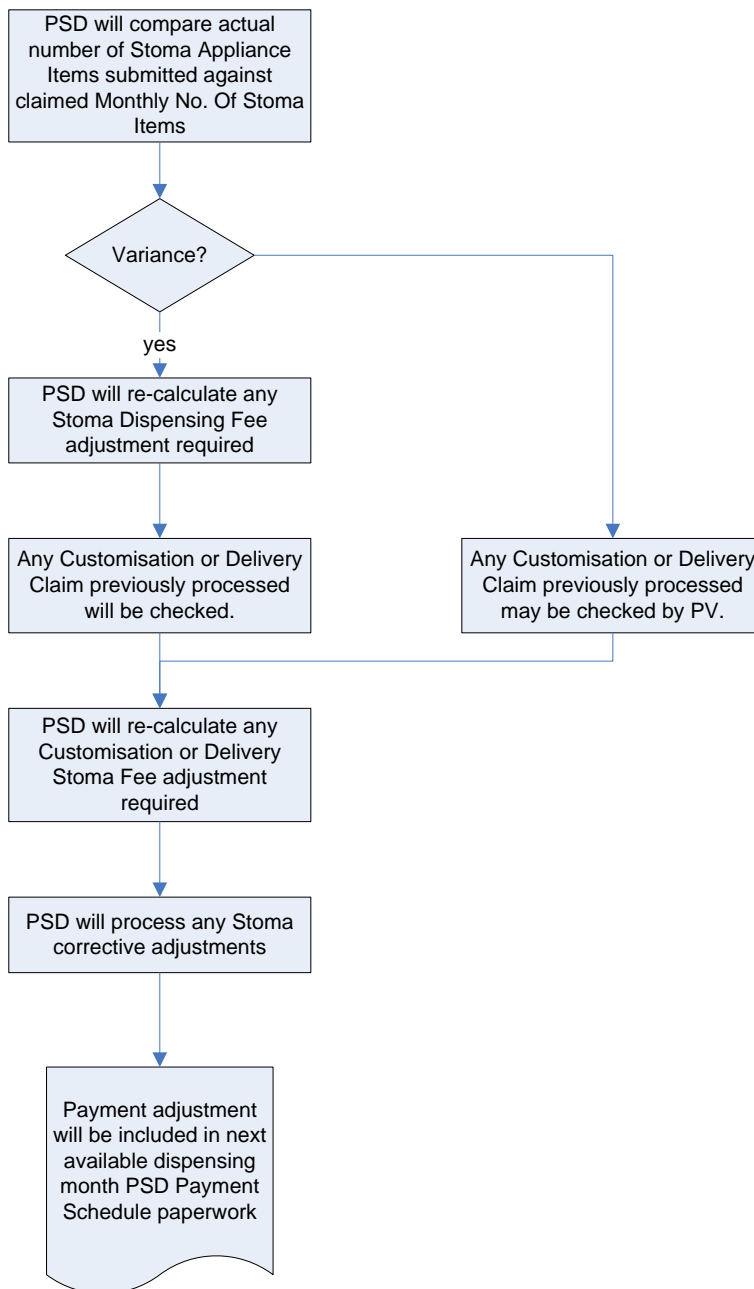 PSD will compare actual
number of Stoma Appliance
Items submitted against
claimed Monthly No. Of Stoma
Items
Variance?
yes
PSD will re-calculate any
Stoma Dispensing Fee
adjustment required
Any Customisation or Delivery
Claim previously processed
will be checked.
Any Customisation or Delivery
Claim previously processed
may be checked by PV.
PSD will re-calculate any
Customisation or Delivery
Stoma Fee adjustment
required
PSD will process any Stoma
corrective adjustments
Payment adjustment
will be included in next
available dispensing
month PSD Payment
Schedule paperwork